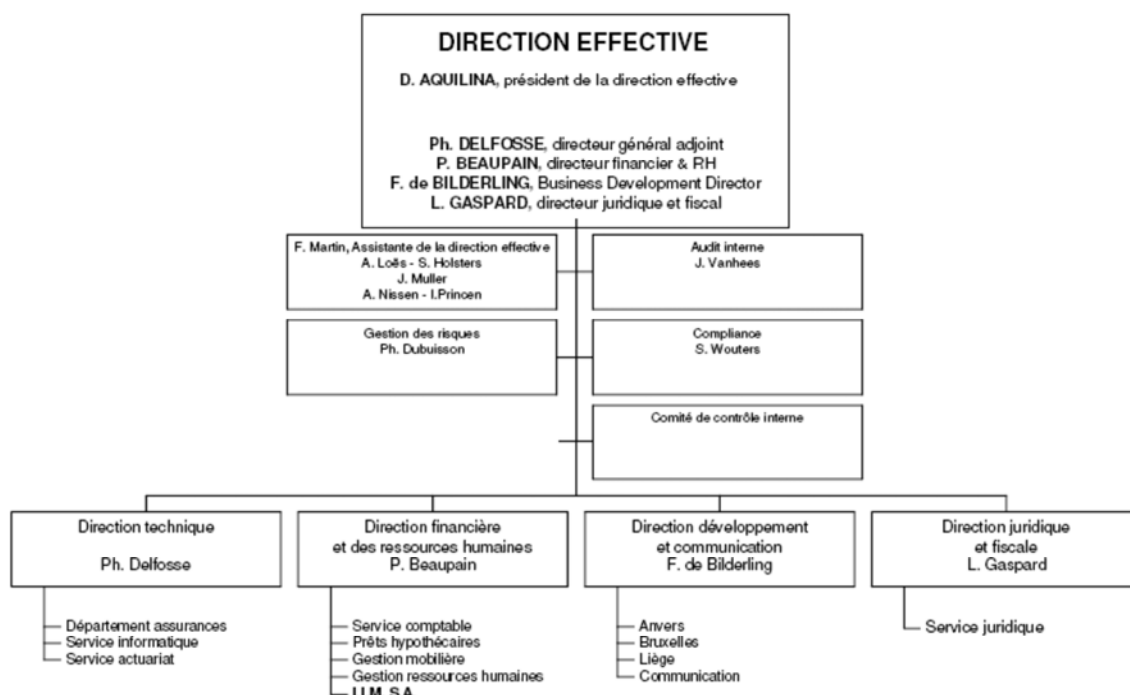 DIRECTION EFFECTIVE
D. AQUILINA, président de la direction effective
Ph. DELFOSSE, directeur général adjoint
P. BEAUPAIN, directeur financier & RH
F. de BILDERLING, Business Development Director
L. GASPARD, directeur juridique et fiscal
F. Martin, Assistante de la direction effective
A. Loës - S. Holsters
J. Muller
A. Nissen - I.Princen
Audit interne
J. Vanhees
Gestion des risques
Ph. Dubuisson
Compliance
S. Wouters
Comité de contrôle interne
Direction technique
Ph. Delfosse
Département assurances
Service informatique
Service actuariat
Direction financière
et des ressources humaines
P. Beaupain
Service comptable
Prêts hypothécaires
Gestion mobilière
Gestion ressources humaines
Direction développement
et communication
F. de Bilderling
Anvers
Bruxelles
Liège
Communication
Direction juridique
et fiscale
L. Gaspard
Service juridique